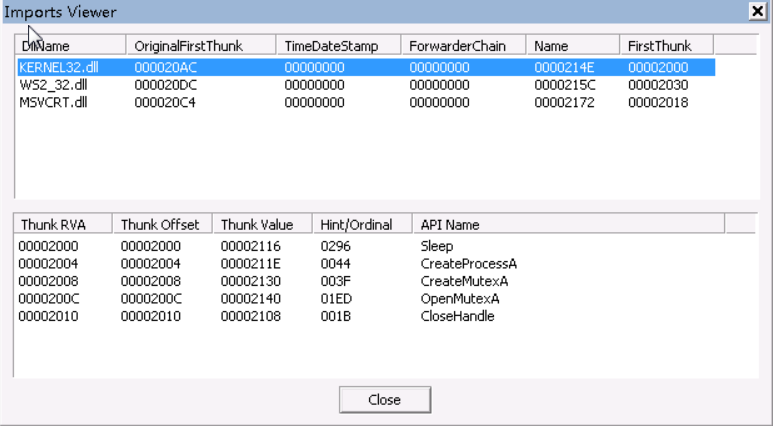 Imports Viewer
DllName OriginalFirstThunk TimeDateStamp ForwarderChain Name FirstThunk
KERNEL32.dll 000020AC 00000000 00000000 0000214E 00002000
WS2_32.dll 000020DC 00000000 00000000 0000215C 00002030
MSVCRT.dll 000020C4 00000000 00000000 00002172 00002018
Thunk RVA Thunk Offset Thunk Value Hint/Ordinal API Name
00002000 00002000 00002116 0296 Sleep
00002004 00002004 0000211E 0044 CreateProcessA
00002008 00002008 00002130 003F CreateMutexA
0000200C 0000200C 00002140 01ED OpenMutexA
00002010 00002010 00002108 001B CloseHandle
Close